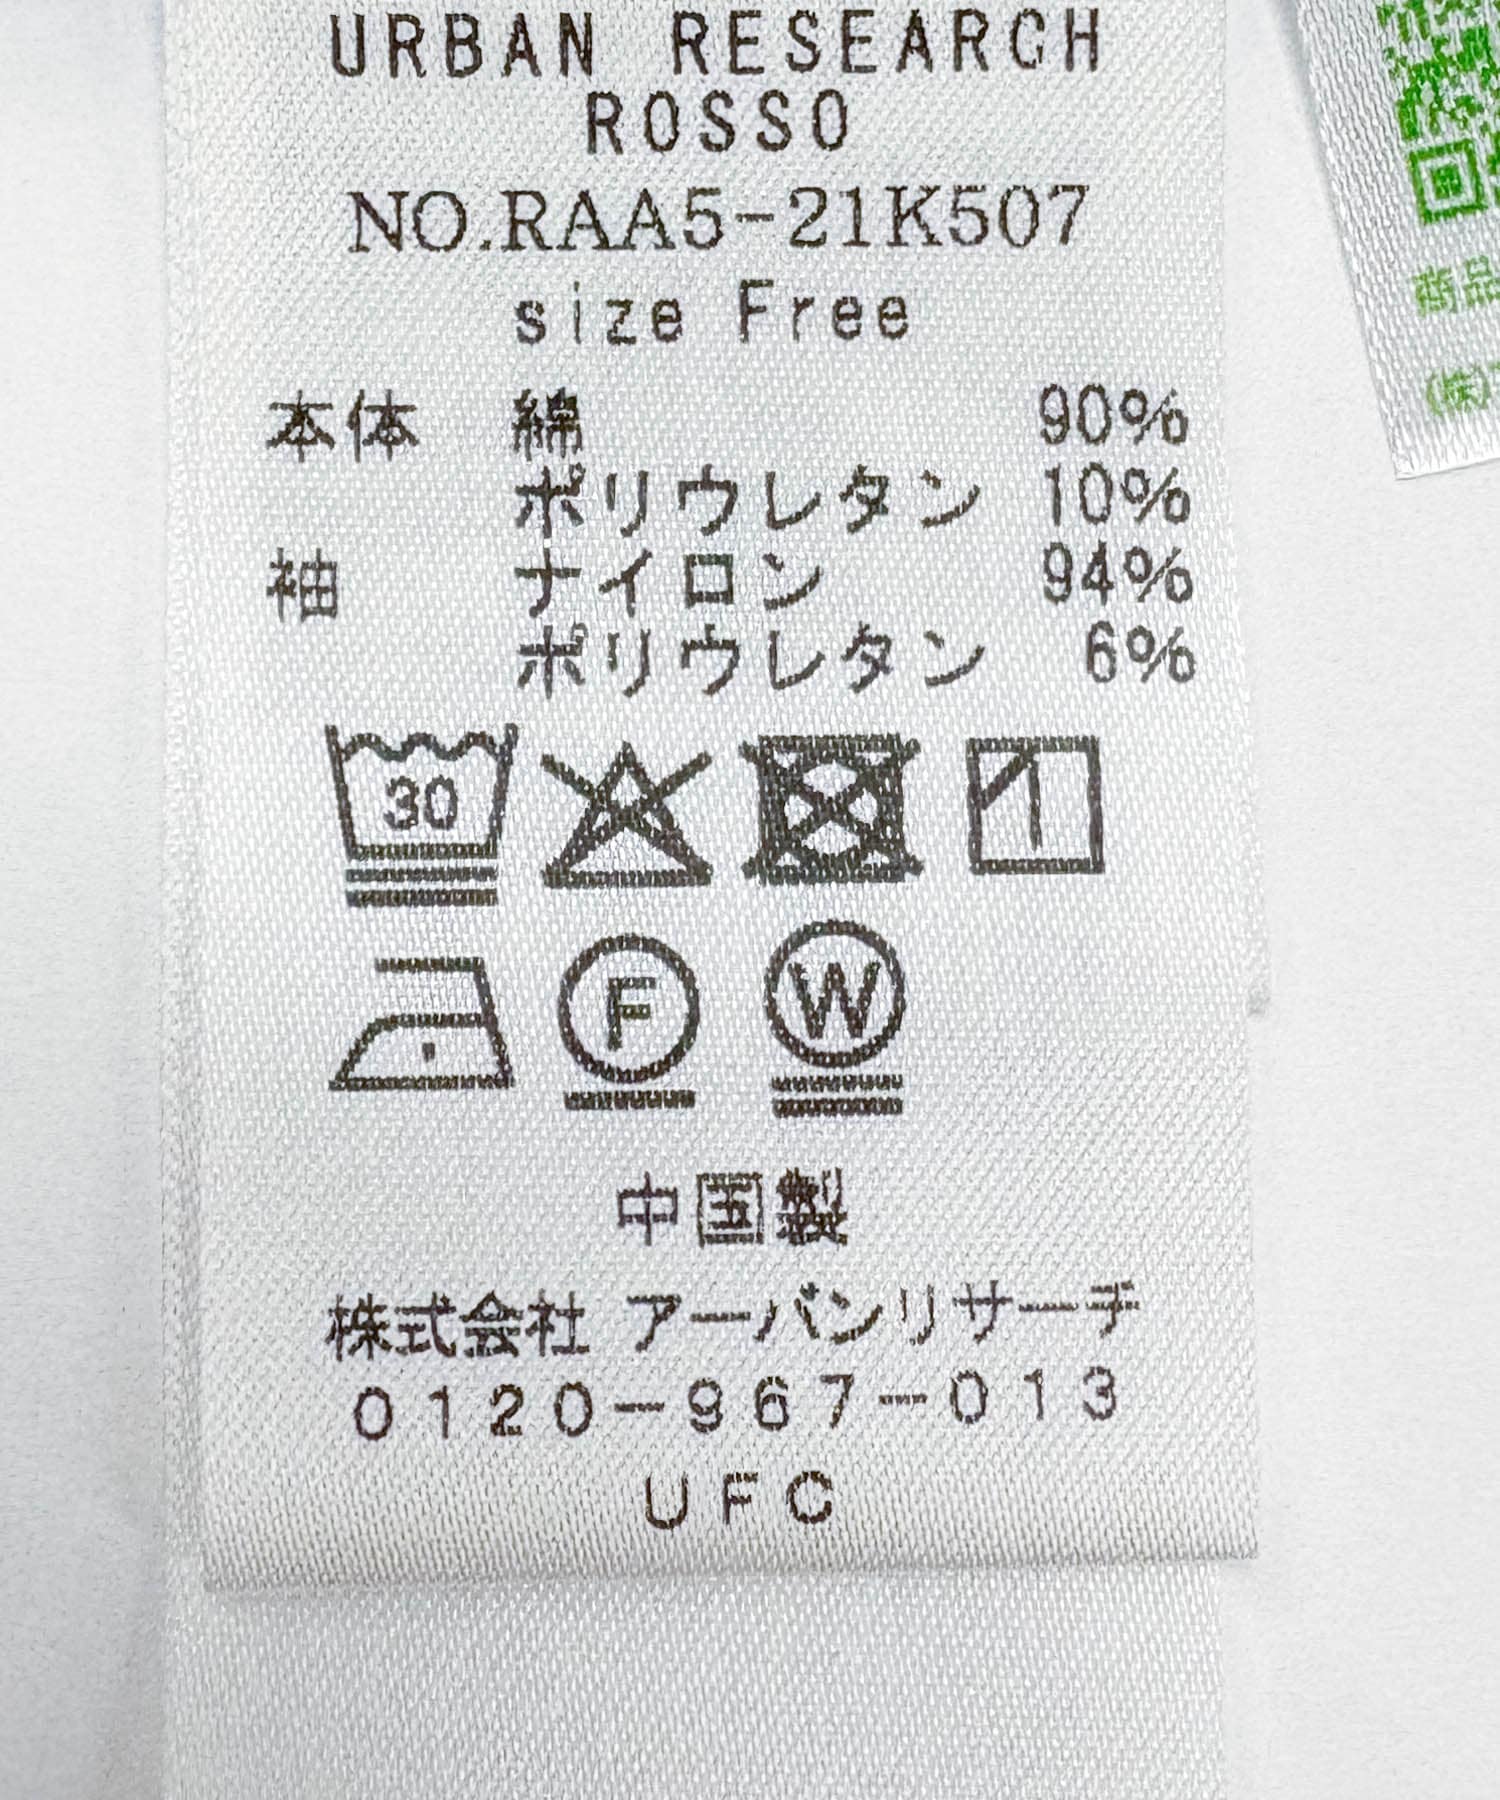 URBAN RESEARCH
ROSSO
NO.RAA5-21K507
size Free
本体 綿 90%
ポリウレタン 10%
袖 ナイロン 94%
ポリウレタン 6%
30
F
W
中国製
株式会社 アーバンリサーチ
0120-967-013
UFC
商品
(株)